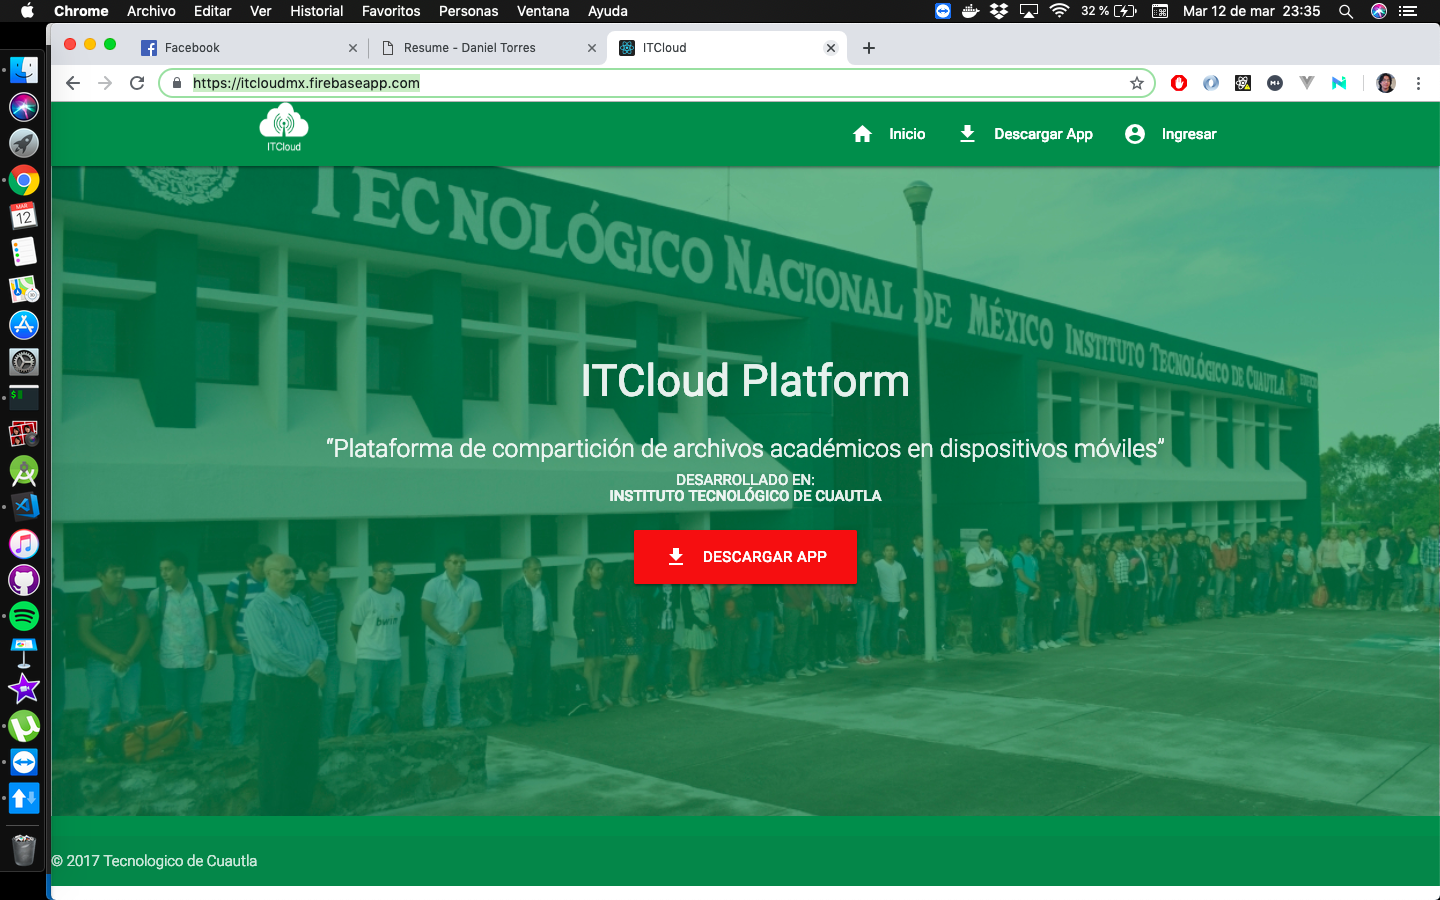 Chrome Archivo Editar Ver Historial Favoritos Personas Ventana Ayuda 32 % Mar 12 de mar 23:35
Facebook
Resume - Daniel Torres
ITCloud
https://itcloudmx.firebaseapp.com
ITCloud
Inicio
Descargar App
Ingresar
MAR
12
TECNOLÓGICO NACIONAL DE MÉXICO INSTITUTO TECNOLÓGICO DE CUAUTLA
EDIFICIO
G
ITCloud Platform
“Plataforma de compartición de archivos académicos en dispositivos móviles”
DESARROLLADO EN:
INSTITUTO TECNOLÓGICO DE CUAUTLA
DESCARGAR APP
© 2017 Tecnologico de Cuautla